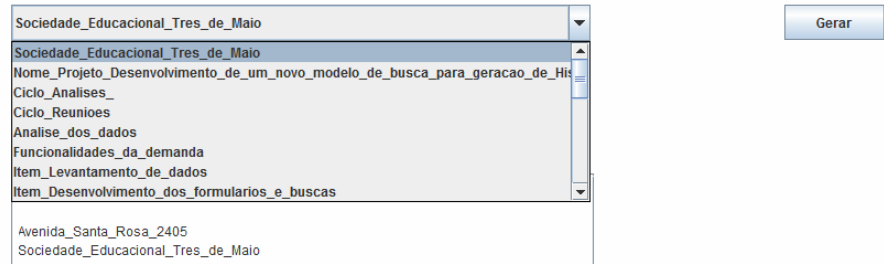 Sociedade_Educacional_Tres_de_Maio
Gerar
Sociedade_Educacional_Tres_de_Maio
Nome_Projeto_Desenvolvimento_de_um_novo_modelo_de_busca_para_geracao_de_His
Ciclo_Analises_
Ciclo_Reunioes
Analise_dos_dados
Funcionalidades_da_demanda
Item_Levantamento_de_dados
Item_Desenvolvimento_dos_formularios_e_buscas
Avenida_Santa_Rosa_2405
Sociedade_Educacional_Tres_de_Maio